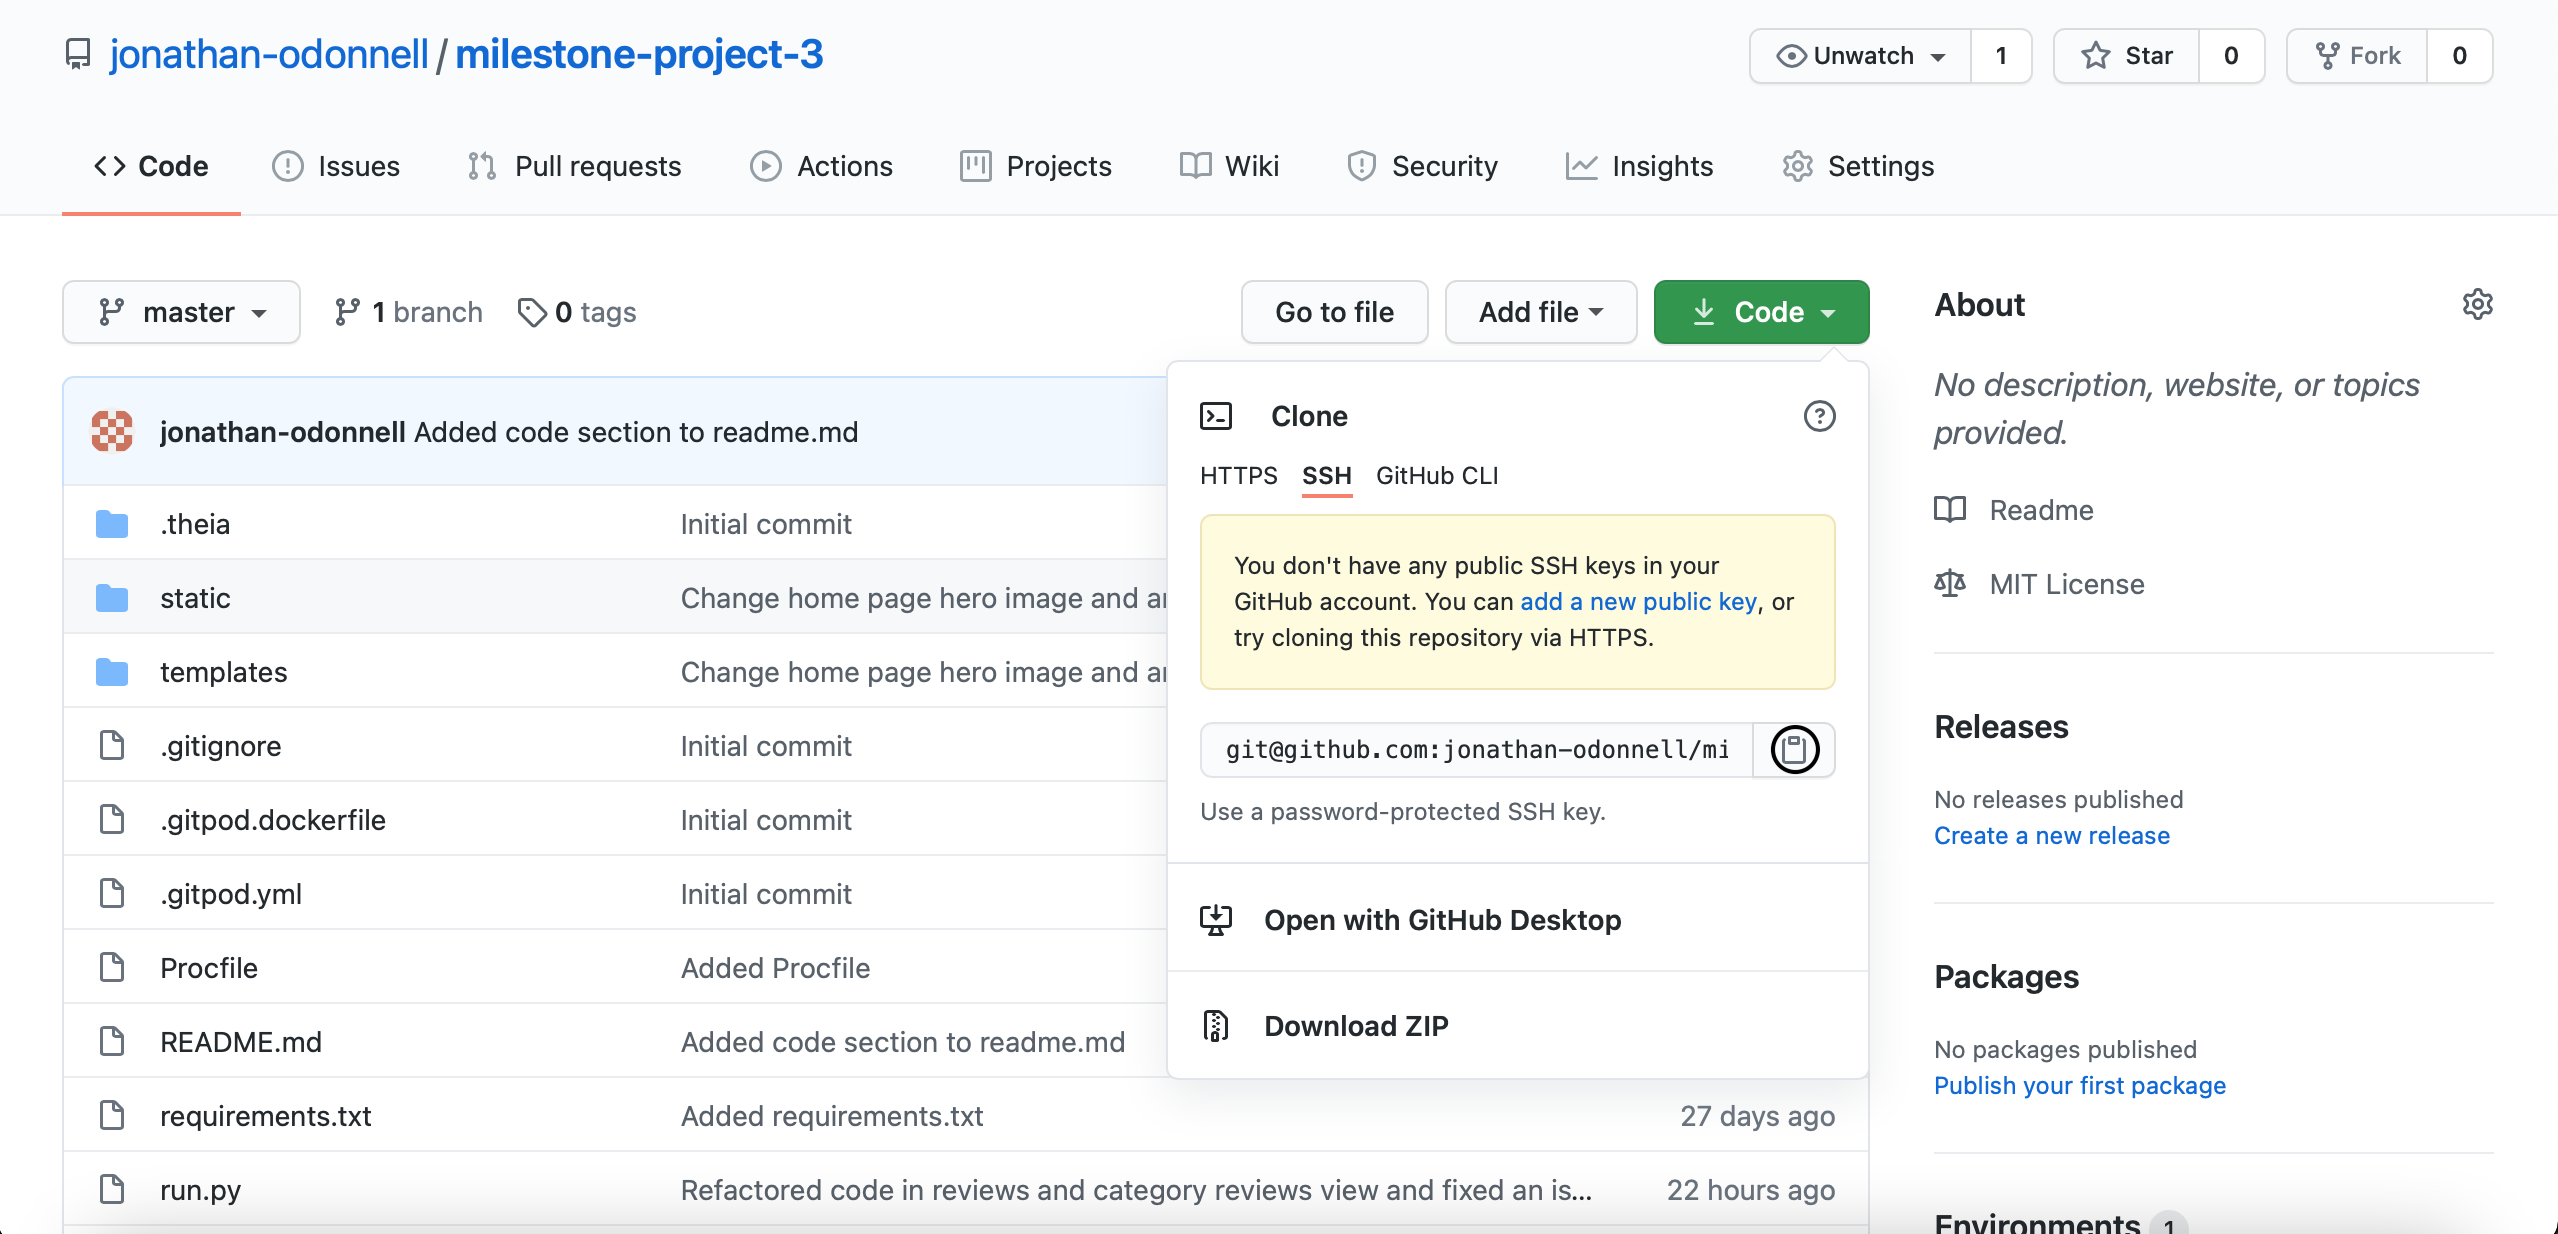 jonathan-odonnell / milestone-project-3
Unwatch 1 Star 0 Fork 0
Code Issues Pull requests Actions Projects Wiki Security Insights Settings
master 1 branch 0 tags Go to file Add file Code
jonathan-odonnell Added code section to readme.md
.theia Initial commit
static Change home page hero image and
templates Change home page hero image and
.gitignore Initial commit
.gitpod.dockerfile Initial commit
.gitpod.yml Initial commit
Procfile Added Procfile
README.md Added code section to readme.md
requirements.txt Added requirements.txt 27 days ago
run.py Refactored code in reviews and category reviews view and fixed an is... 22 hours ago
Clone
HTTPS SSH GitHub CLI
You don't have any public SSH keys in your
GitHub account. You can add a new public key, or
try cloning this repository via HTTPS.
git@github.com:jonathan-odonnell/mi
Use a password-protected SSH key.
Open with GitHub Desktop
Download ZIP
About
No description, website, or topics
provided.
Readme
MIT License
Releases
No releases published
Create a new release
Packages
No packages published
Publish your first package
Environments 1